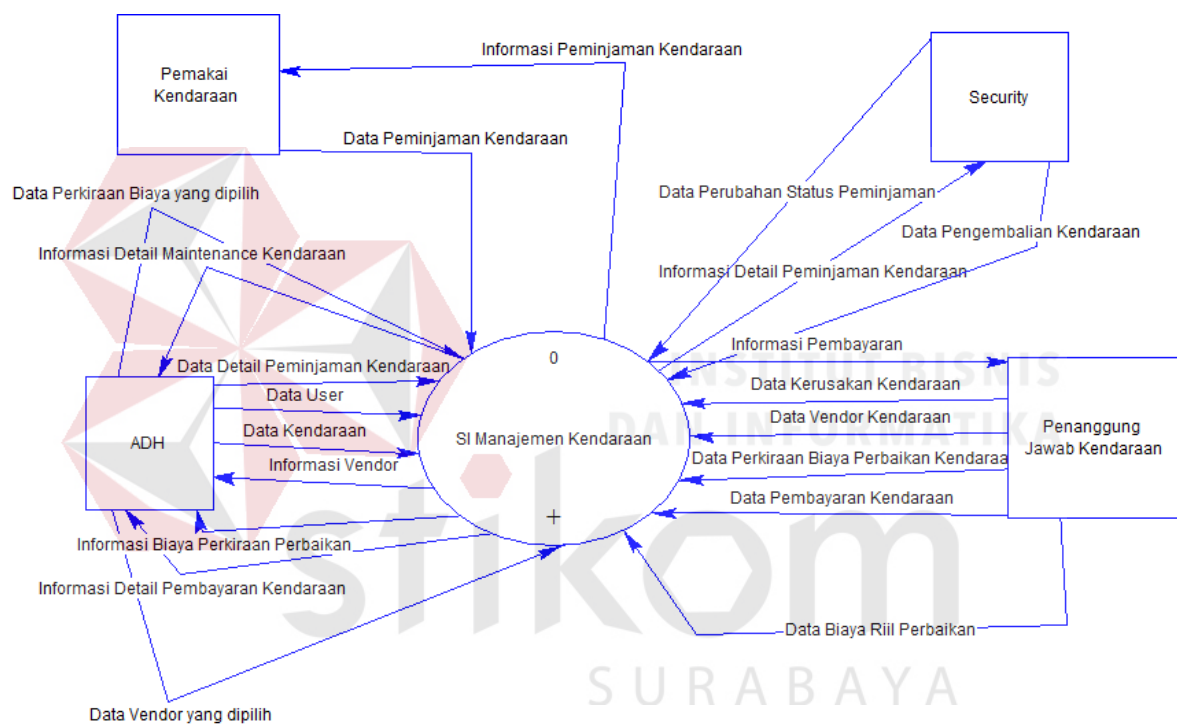 Informasi Peminjaman Kendaraan
Pemakai
Kendaraan
Security
Data Peminjaman Kendaraan
Data Perkiraan Biaya yang dipilih
Data Perubahan Status Peminjaman
Data Pengembalian Kendaraan
Informasi Detail Maintenance Kendaraan
Informasi Detail Peminjaman Kendaraan
0
Informasi Pembayaran
INSTITUT BISNIS
DAN INFORMATIKA
Data Detail Peminjaman Kendaraan
Data User
Data Kendaraan
Informasi Vendor
ADH
SI Manajemen Kendaraan
+
Data Kerusakan Kendaraan
Data Vendor Kendaraan
Data Perkiraan Biaya Perbaikan Kendaraa
Data Pembayaran Kendaraan
Penanggung
Jawab Kendaraan
Informasi Biaya Perkiraan Perbaikan
Informasi Detail Pembayaran Kendaraan
stikom
Data Biaya Riil Perbaikan
SURABAYA
Data Vendor yang dipilih